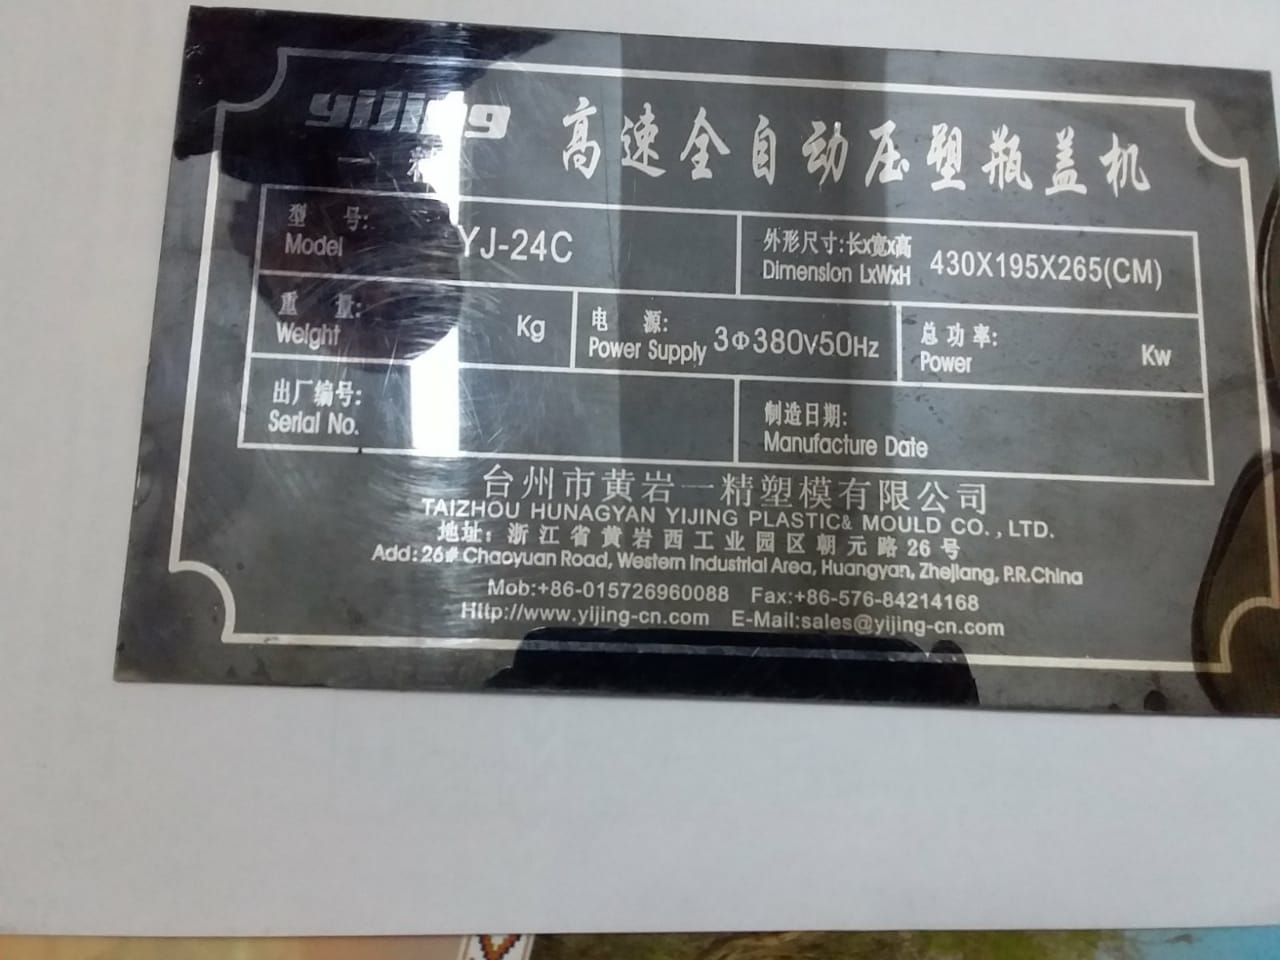 yijing
高速全自动压塑瓶盖机
一 精
型 号:
Model YJ-24C
外形尺寸:长x宽x高
Dimension LxWxH 430X195X265(CM)
重 量:
Weight Kg
电 源:
Power Supply 3Φ380V50Hz
总功率:
Power Kw
出厂编号:
Serial No.
制造日期:
Manufacture Date
台州市黄岩一精塑模有限公司
TAIZHOU HUNAGYAN YIJING PLASTIC& MOULD CO.,LTD.
地址: 浙江省黄岩西工业园区朝元路26号
Add:26# Chaoyuan Road, Western Industrial Area, Huangyan, Zhejiang, P.R.China
Mob:+86-015726960088 Fax:+86-576-84214168
Http://www.yijing-cn.com E-Mail:sales@yijing-cn.com